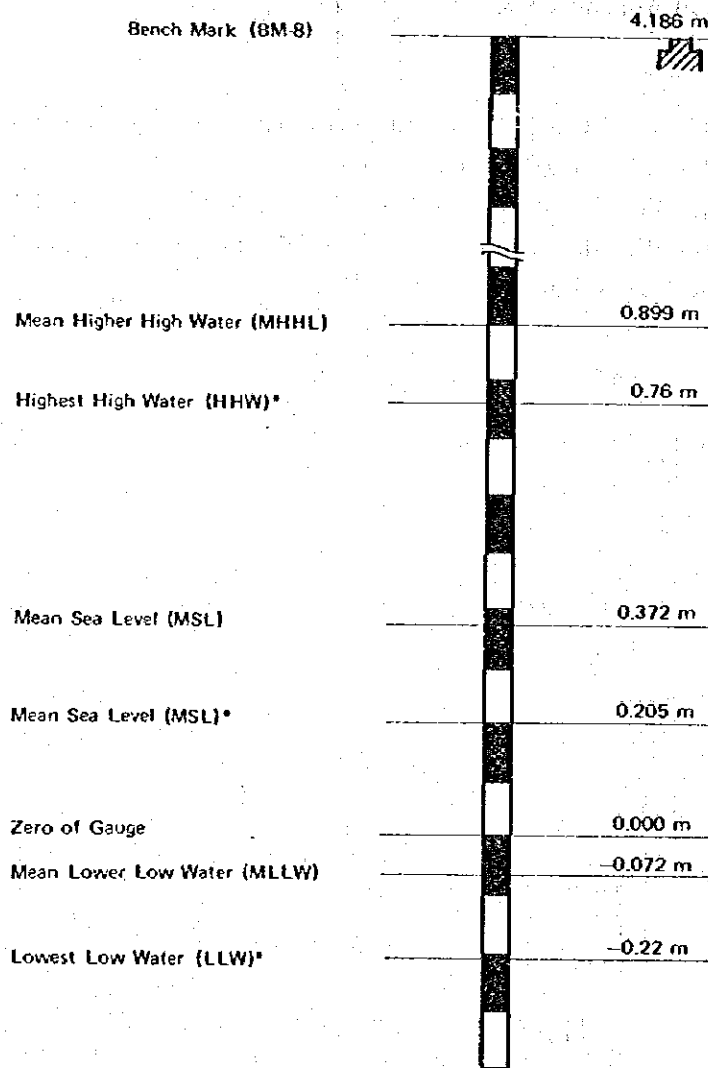 Bench Mark (BM-8) 4.186 m
Mean Higher High Water (MHHL) 0.899 m
Highest High Water (HHW)* 0.76 m
Mean Sea Level (MSL) 0.372 m
Mean Sea Level (MSL)* 0.205 m
Zero of Gauge 0.000 m
Mean Lower Low Water (MLLW) -0.072 m
Lowest Low Water (LLW)* -0.22 m